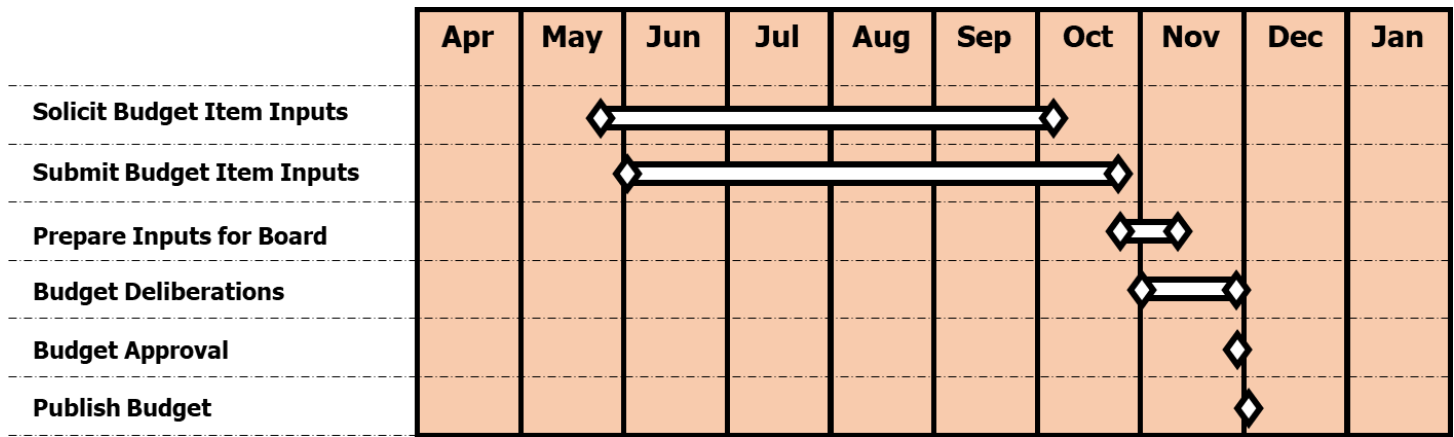 Apr May Jun Jul Aug Sep Oct Nov Dec Jan
Solicit Budget Item Inputs
Submit Budget Item Inputs
Prepare Inputs for Board
Budget Deliberations
Budget Approval
Publish Budget